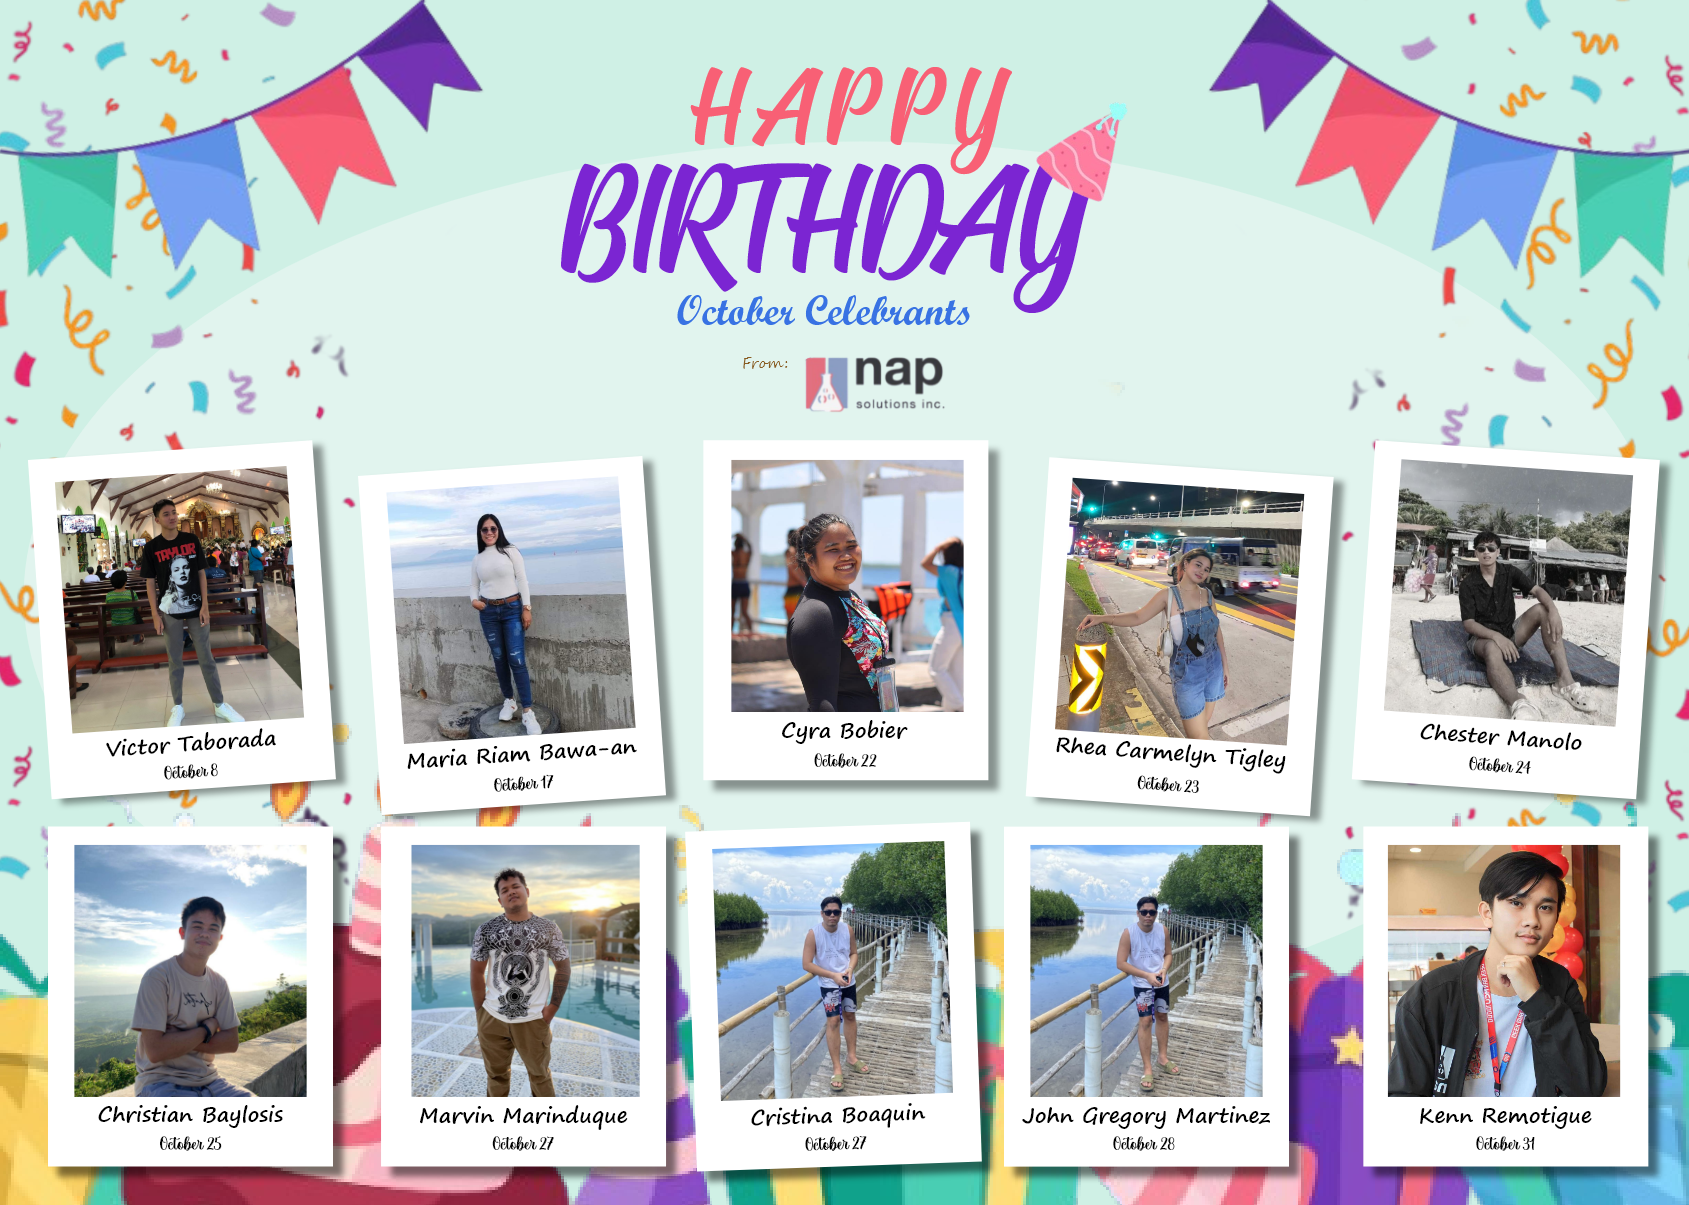 HAPPY
BIRTHDAY
October Celebrants
From:
nap
solutions inc.
TAYLOR
Victor Taborada
October 8
Maria Riam Bawa-an
October 17
Cyra Bobier
October 22
Rhea Carmelyn Tigley
October 23
Chester Manolo
October 24
Christian Baylosis
October 25
Marvin Marinduque
October 27
Cristina Boaquin
October 27
John Gregory Martinez
October 28
Kenn Remotigue
October 31